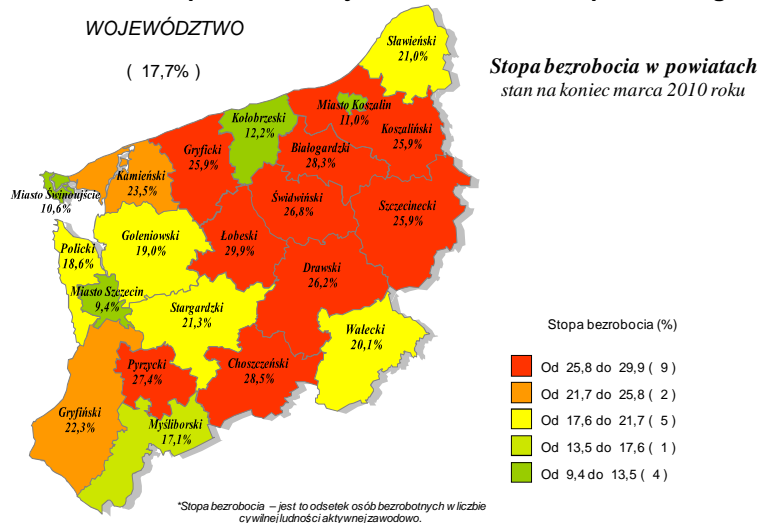 WOJEWÓDZTWO
( 17,7% )
Stopa bezrobocia w powiatach
stan na koniec marca 2010 roku
Sławieński
21,0%
Miasto Koszalin
11,0%
Kołobrzeski
12,2%
Koszaliński
25,9%
Gryficki
25,9%
Białogardzki
28,3%
Kamieński
23,5%
Miasto Świnoujście
10,6%
Świdwiński
26,8%
Szczecinecki
25,9%
Goleniowski
19,0%
Łobeski
29,9%
Policki
18,6%
Drawski
26,2%
Miasto Szczecin
9,4%
Stargardzki
21,3%
Wałecki
20,1%
Pyrzycki
27,4%
Choszczeński
28,5%
Gryfiński
22,3%
Myśliborski
17,1%
Stopa bezrobocia (%)
Od 25,8 do 29,9 ( 9)
Od 21,7 do 25,8 ( 2)
Od 17,6 do 21,7 ( 5)
Od 13,5 do 17,6 ( 1)
Od 9,4 do 13,5 ( 4)
*Stopa bezrobocia – jest to odsetek osób bezrobotnych w liczbie
cywilnej ludności aktywnej zawodowo.